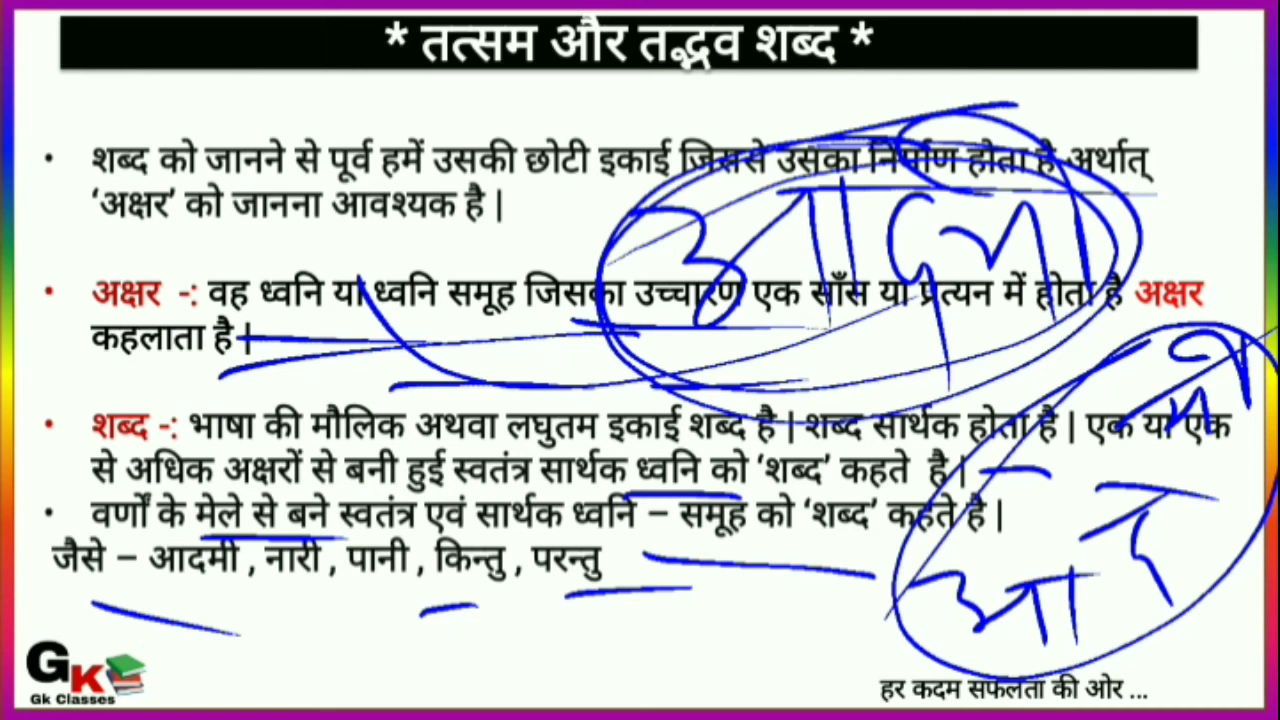 * तत्सम और तद्भव शब्द *
• शब्द को जानने से पूर्व हमें उसकी छोटी इकाई जिससे उसका निर्माण होता है अर्थात्
‘अक्षर’ को जानना आवश्यक है |
• अक्षर -: वह ध्वनि या ध्वनि समूह जिसका उच्चारण एक साँस या प्रत्यन में होता है अक्षर
कहलाता है |
• शब्द -: भाषा की मौलिक अथवा लघुतम इकाई शब्द है | शब्द सार्थक होता है | एक या एक
से अधिक अक्षरों से बनी हुई स्वतंत्र सार्थक ध्वनि को ‘शब्द’ कहते है |
• वर्णों के मेले से बने स्वतंत्र एवं सार्थक ध्वनि – समूह को ‘शब्द’ कहते है |
जैसे – आदमी , नारी , पानी , किन्तु , परन्तु
GK
Gk Classes
हर कदम सफलता की ओर ...